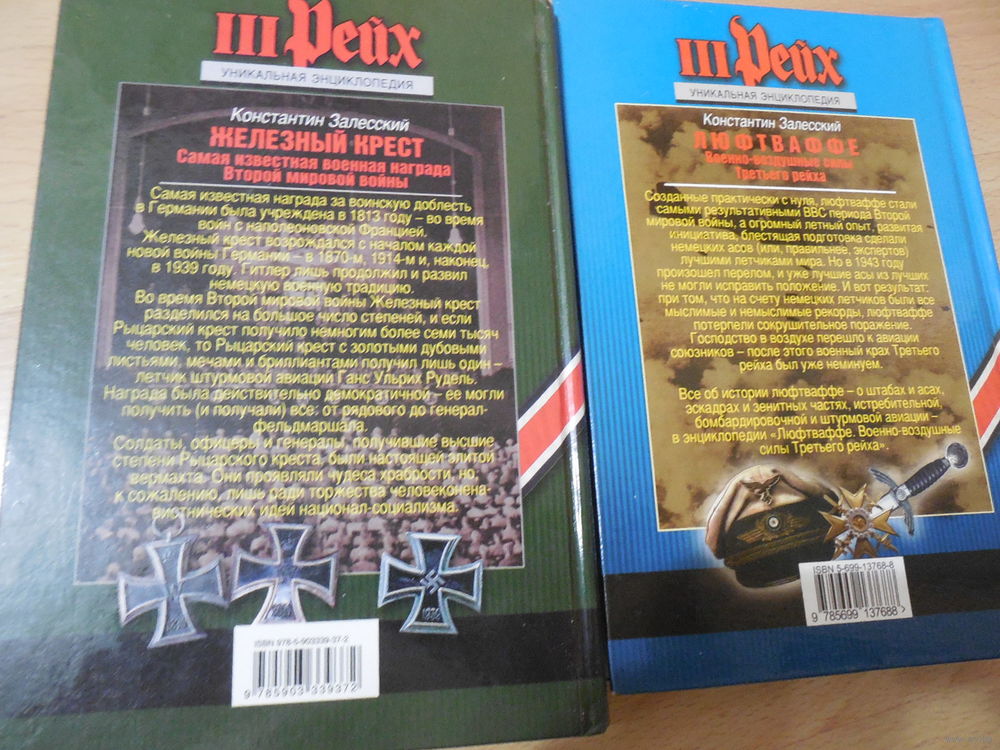 III Рейх
УНИКАЛЬНАЯ ЭНЦИКЛОПЕДИЯ
Константин Залесский
ЖЕЛЕЗНЫЙ КРЕСТ
Самая известная военная награда
Второй мировой войны
Самая известная награда за воинскую доблесть
в Германии была учреждена в 1813 году – во время
войн с наполеоновской Францией.
Железный крест возрождался с началом каждой
новой войны Германии – в 1870-м, 1914-м и, наконец,
в 1939 году. Гитлер лишь продолжил и развил
немецкую военную традицию.
Во время Второй мировой войны Железный крест
разделился на большое число степеней, и если
Рыцарский крест получило немногим более семи тысяч
человек, то Рыцарский крест с золотыми дубовыми
листьями, мечами и бриллиантами получил лишь один –
летчик штурмовой авиации Ганс Ульрих Рудель.
Награда была действительно демократичной – ее могли
получить (и получали) все: от рядового до генерал-
фельдмаршала.
Солдаты, офицеры и генералы, получившие высшие
степени Рыцарского креста, были настоящей элитой
вермахта. Они проявляли чудеса храбрости, но,
к сожалению, лишь ради торжества человеконена-
вистнических идей национал-социализма.
1939
ISBN 978-5-903339-37-2
9 785903 339372
III Рейх
УНИКАЛЬНАЯ ЭНЦИКЛОПЕДИЯ
Константин Залесский
ЛЮФТВАФФЕ
Военно-воздушные силы
Третьего рейха
Созданные практически с нуля, люфтваффе стали
самыми результативными ВВС периода Второй
мировой войны, а огромный летный опыт, развитая
инициатива, блестящая подготовка сделали
немецких асов (или, правильнее, экспертов)
лучшими летчиками мира. Но в 1943 году
произошел перелом, и уже лучшие асы из лучших
не могли исправить положение. И вот результат:
при том, что на счету немецких летчиков были все
мыслимые и немыслимые рекорды, люфтваффе
потерпели сокрушительное поражение.
Господство в воздухе перешло к авиации
союзников – после этого военный крах Третьего
рейха был уже неминуем.
Все об истории люфтваффе – о штабах и асах,
эскадрах и зенитных частях, истребительной,
бомбардировочной и штурмовой авиации –
в энциклопедии «Люфтваффе. Военно-воздушные
силы Третьего рейха».
ISBN 5-699-13768-8
9 785699 137688